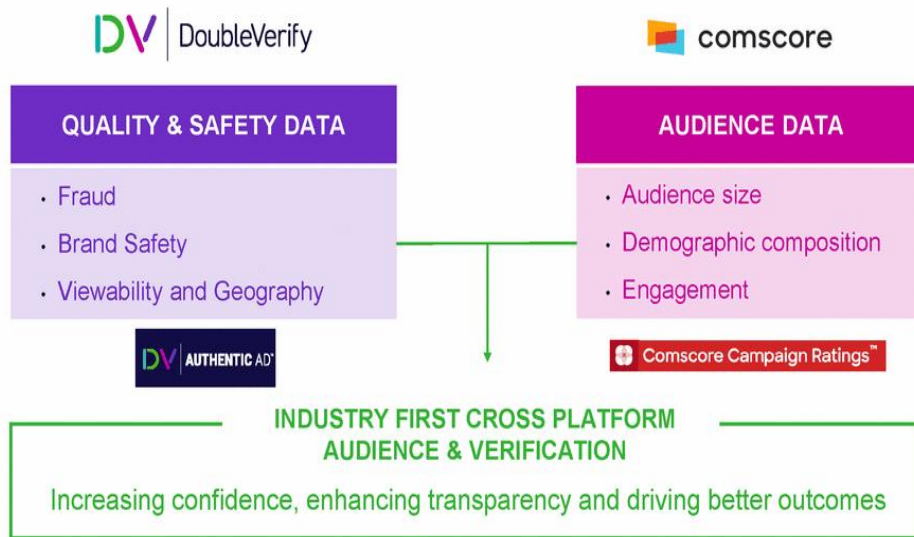 DV | DoubleVerify
comscore
QUALITY & SAFETY DATA
• Fraud
• Brand Safety
• Viewability and Geography
DV | AUTHENTIC AD™
AUDIENCE DATA
• Audience size
• Demographic composition
• Engagement
Comscore Campaign Ratings™
INDUSTRY FIRST CROSS PLATFORM
AUDIENCE & VERIFICATION
Increasing confidence, enhancing transparency and driving better outcomes